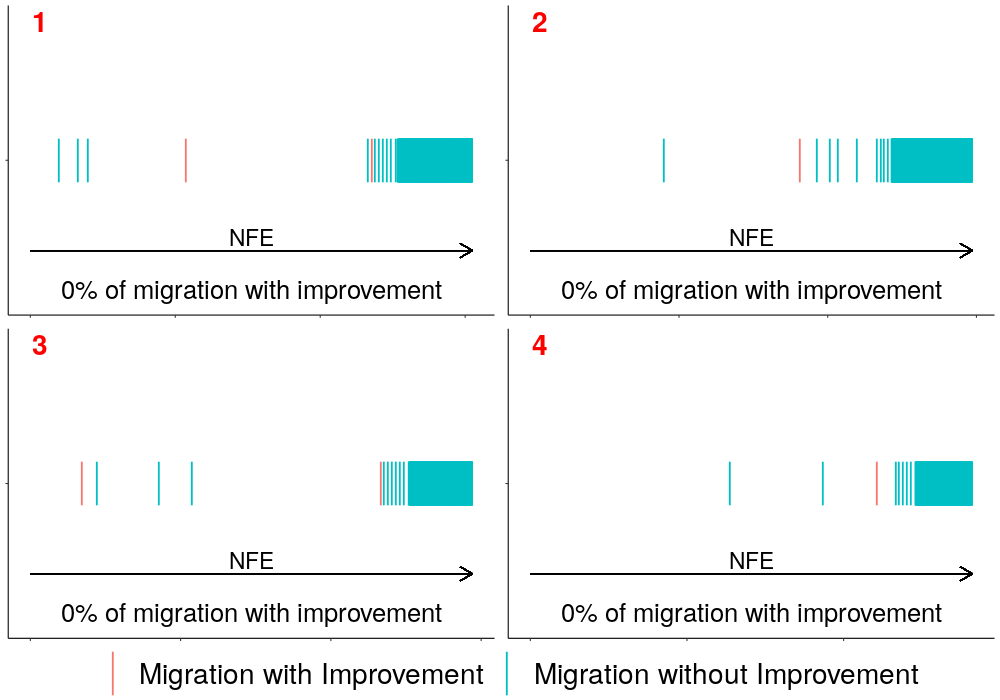 1
NFE
0% of migration with improvement
2
NFE
0% of migration with improvement
3
NFE
0% of migration with improvement
4
NFE
0% of migration with improvement
Migration with Improvement
Migration without Improvement